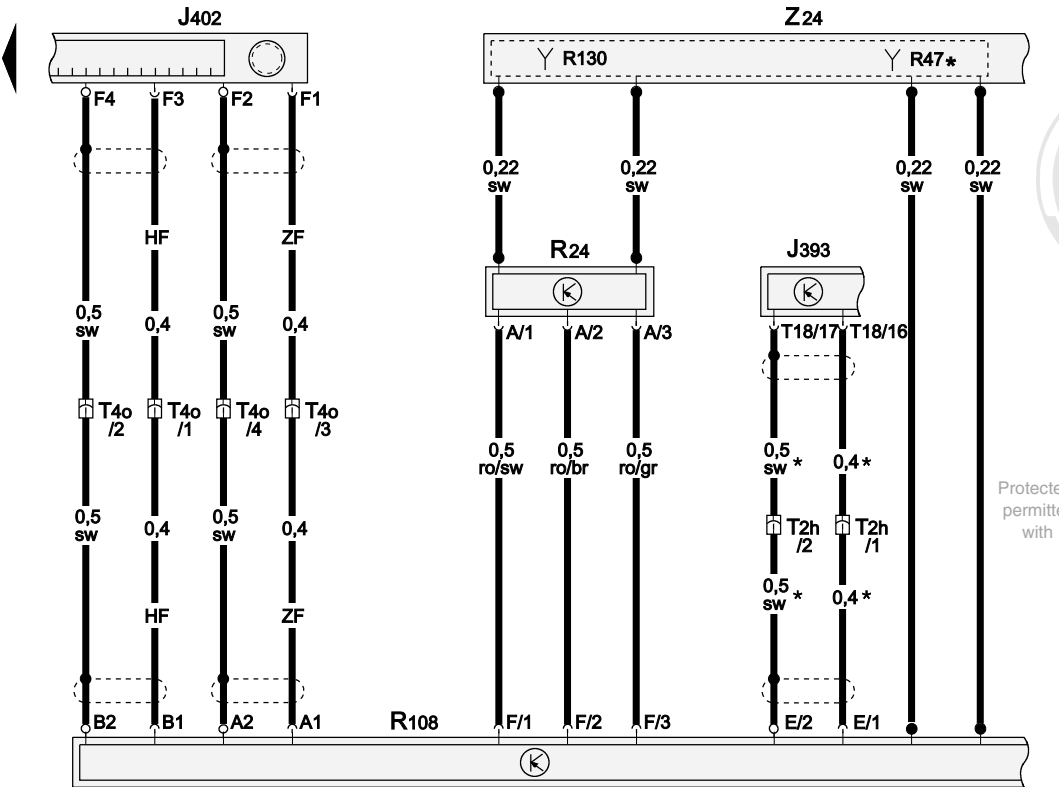 J402 Z24
R130 R47*
F4 F3 F2 F1
0,22 0,22 0,22 0,22
sw sw sw sw
HF ZF
R24 J393
0,5 0,4 0,5 0,4
sw sw
A/1 A/2 A/3 T18/17 T18/16
T4o T4o T4o T4o
/2 /1 /4 /3
0,5 0,5 0,5 0,5 0,4*
ro/sw ro/br ro/gr sw *
Protecte
permitte
with
0,5 0,4 0,5 0,4 T2h T2h
sw sw /2 /1
HF ZF 0,5 0,4*
sw *
B2 B1 A2 A1 R108 F/1 F/2 F/3 E/2 E/1